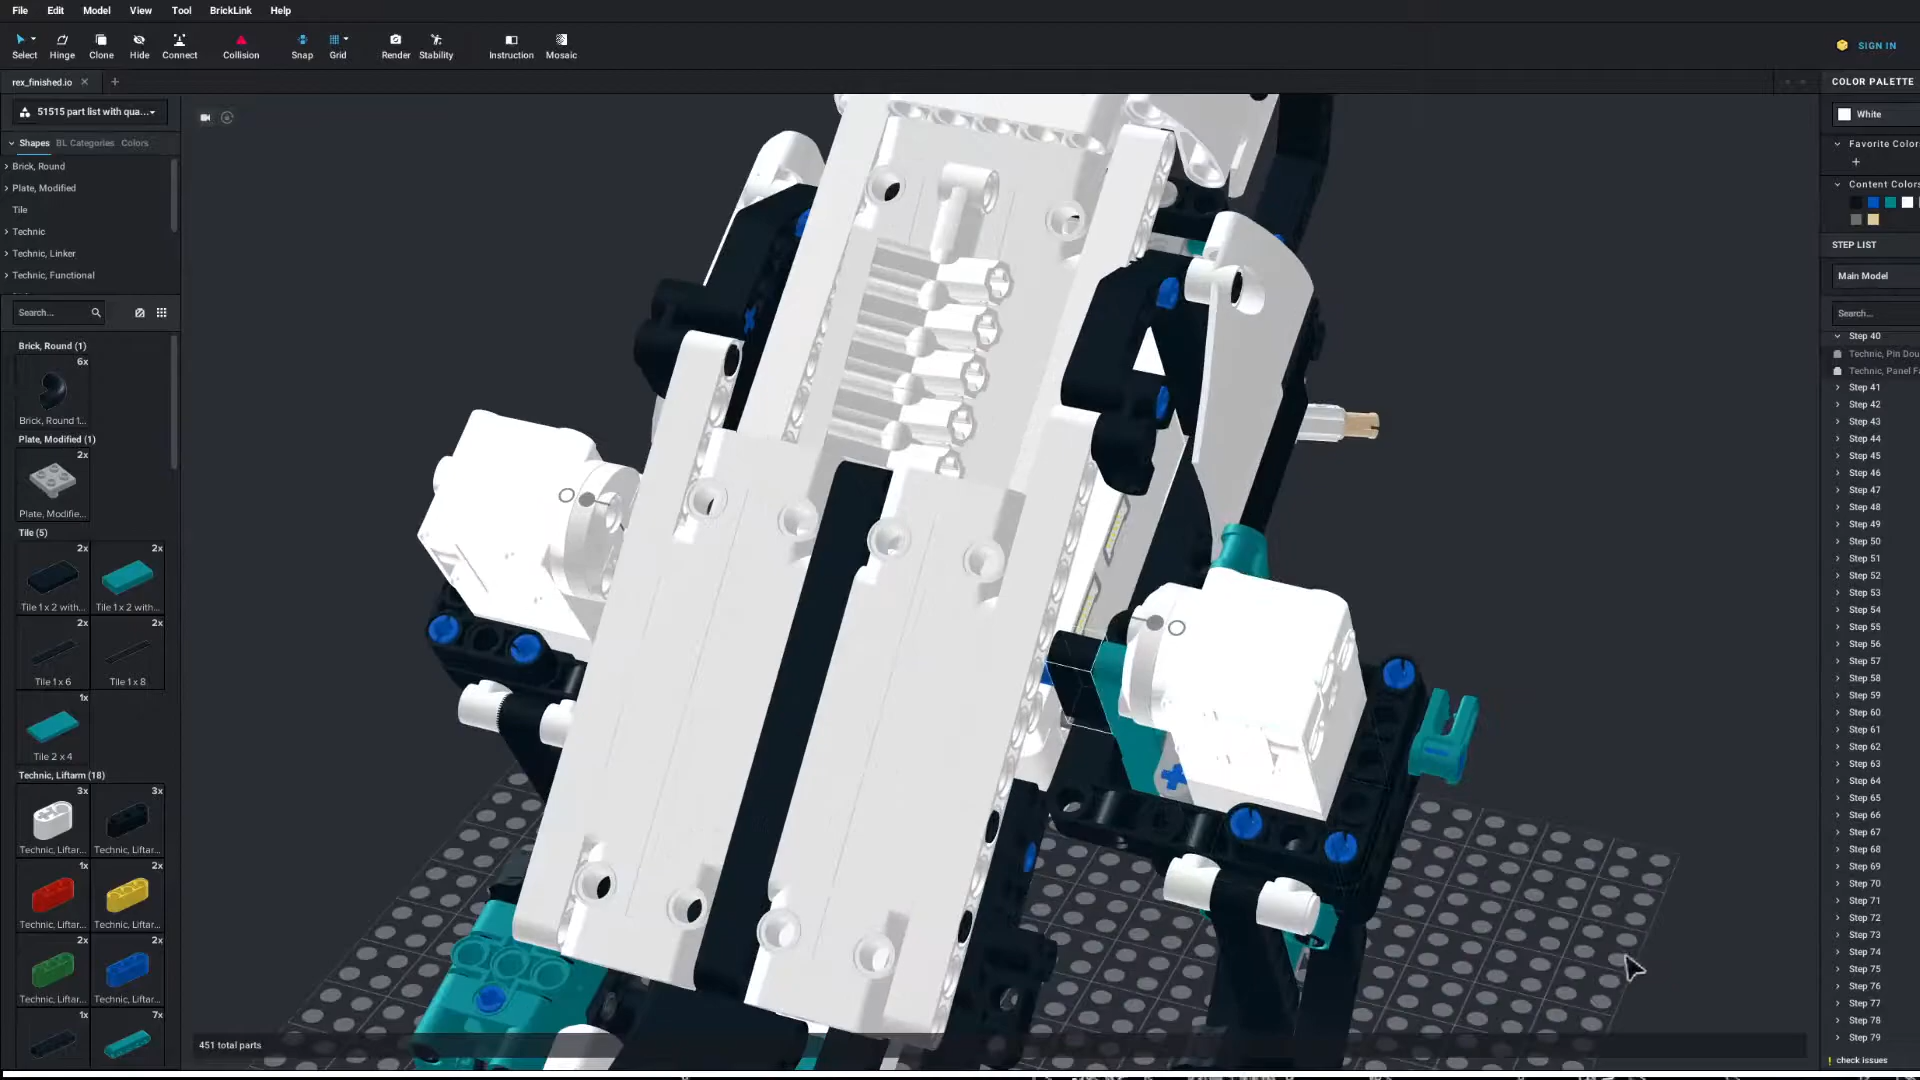 File Edit Model View Tool BrickLink Help
Select Hinge Clone Hide Connect Collision Snap Grid Render Stability Instruction Mosaic
SIGN IN
rex_finished.io
COLOR PALETTE
51515 part list with qua...
White
Shapes BL Categories Colors
Favorite Color
Brick, Round
Plate, Modified
Content Colors
Tile
Technic
STEP LIST
Technic, Linker
Technic, Functional
Main Model
Search...
Search...
Step 40
Brick, Round (1)
Technic, Pin Dou
6x
Technic, Panel Fa
Step 41
Step 42
Brick, Round 1...
Step 43
Plate, Modified (1)
Step 44
2x
Step 45
Step 46
Step 47
Plate, Modifie...
Step 48
Step 49
Tile (5)
Step 50
2x 2x
Step 51
Step 52
Step 53
Tile 1 x 2 with... Tile 1 x 2 with...
Step 54
2x 2x
Step 55
Step 56
Step 57
Tile 1 x 6 Tile 1 x 8
Step 58
1x
Step 59
Step 60
Step 61
Step 62
Tile 2 x 4
Step 63
Technic, Liftarm (18)
Step 64
3x 3x
Step 65
Step 66
Step 67
Technic, Liftar... Technic, Liftar...
Step 68
1x 2x
Step 69
Step 70
Step 71
Technic, Liftar... Technic, Liftar...
Step 72
Step 73
2x 2x
Step 74
Step 75
Step 76
Technic, Liftar... Technic, Liftar...
Step 77
1x 7x
Step 78
Step 79
451 total parts
check issues